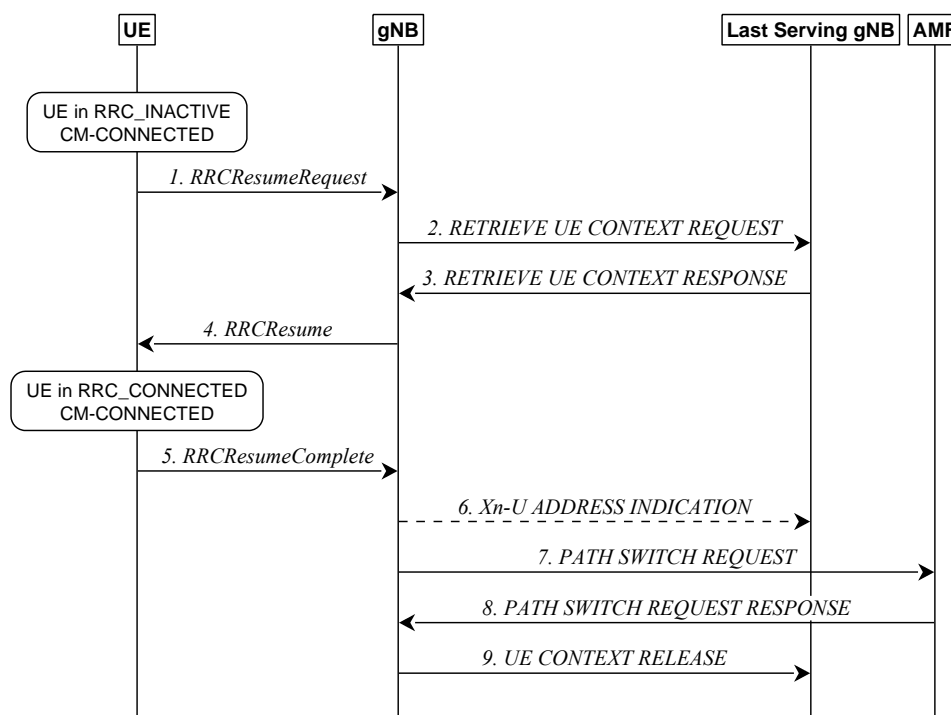 UE
gNB
Last Serving gNB
AMF
UE in RRC_INACTIVE
CM-CONNECTED
1. RRCResumeRequest
2. RETRIEVE UE CONTEXT REQUEST
3. RETRIEVE UE CONTEXT RESPONSE
4. RRCResume
UE in RRC_CONNECTED
CM-CONNECTED
5. RRCResumeComplete
6. Xn-U ADDRESS INDICATION
7. PATH SWITCH REQUEST
8. PATH SWITCH REQUEST RESPONSE
9. UE CONTEXT RELEASE